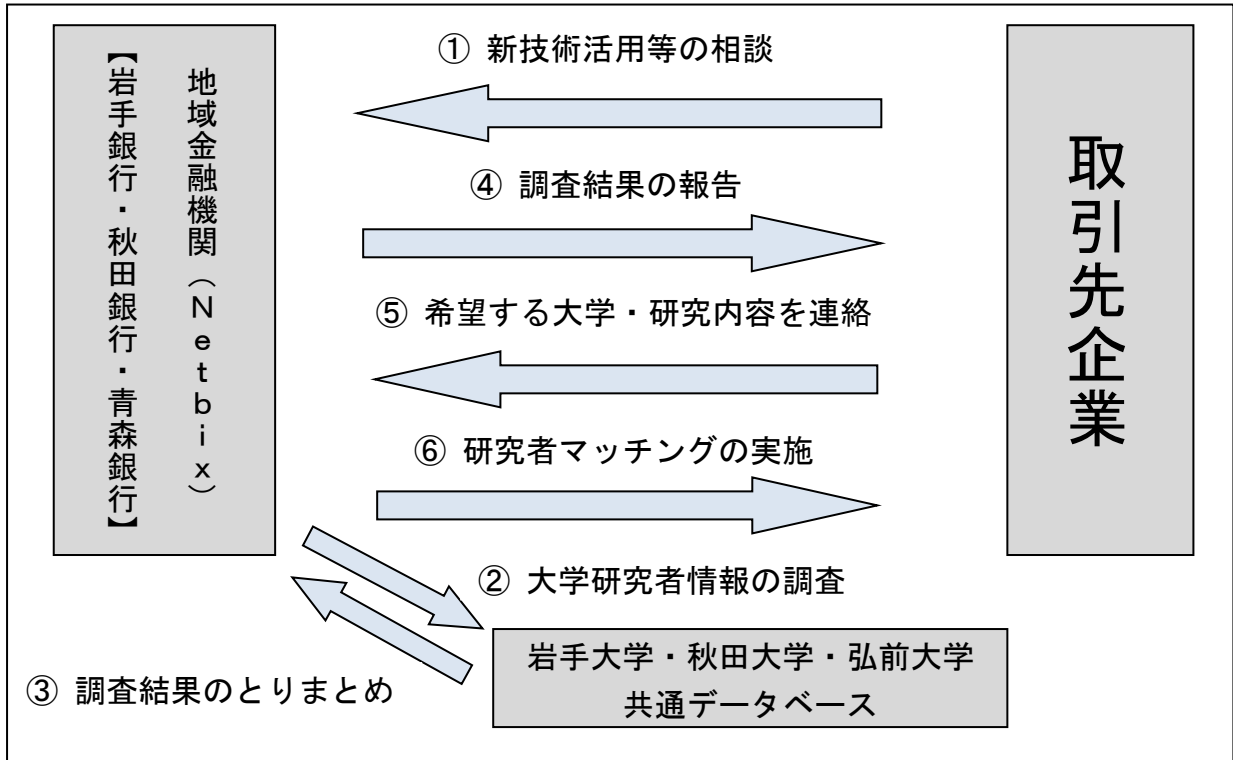 地域金融機関(Netbix)
【岩手銀行・秋田銀行・青森銀行】
① 新技術活用等の相談
④ 調査結果の報告
⑤ 希望する大学・研究内容を連絡
⑥ 研究者マッチングの実施
取引先企業
② 大学研究者情報の調査
③ 調査結果のとりまとめ
岩手大学・秋田大学・弘前大学
共通データベース